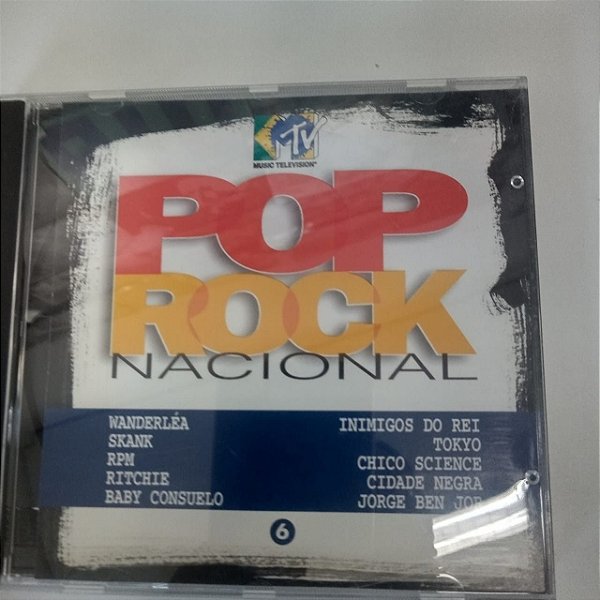 MTV
MUSIC TELEVISION®
POP
ROCK
NACIONAL
WANDERLÉA
SKANK
RPM
RITCHIE
BABY CONSUELO
INIMIGOS DO REI
TOKYO
CHICO SCIENCE
CIDADE NEGRA
JORGE BEN JOR
6